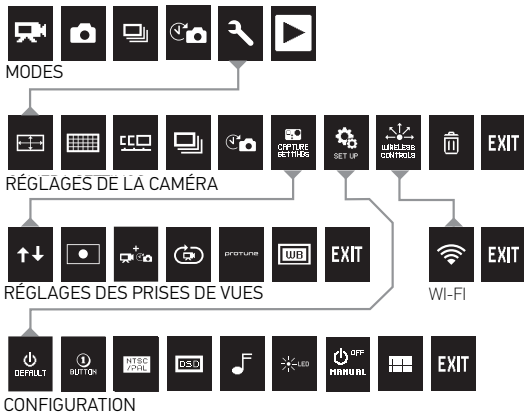 MODES
CAPTURE
SETTINGS
SET UP
WIRELESS
CONTROLS
EXIT
RÉGLAGES DE LA CAMÉRA
PROTUNE
WB
EXIT
EXIT
RÉGLAGES DES PRISES DE VUES
WI-FI
DEFAULT
1
BUTTON
NTSC
/PAL
OSD
LED
OFF
MANUAL
EXIT
CONFIGURATION